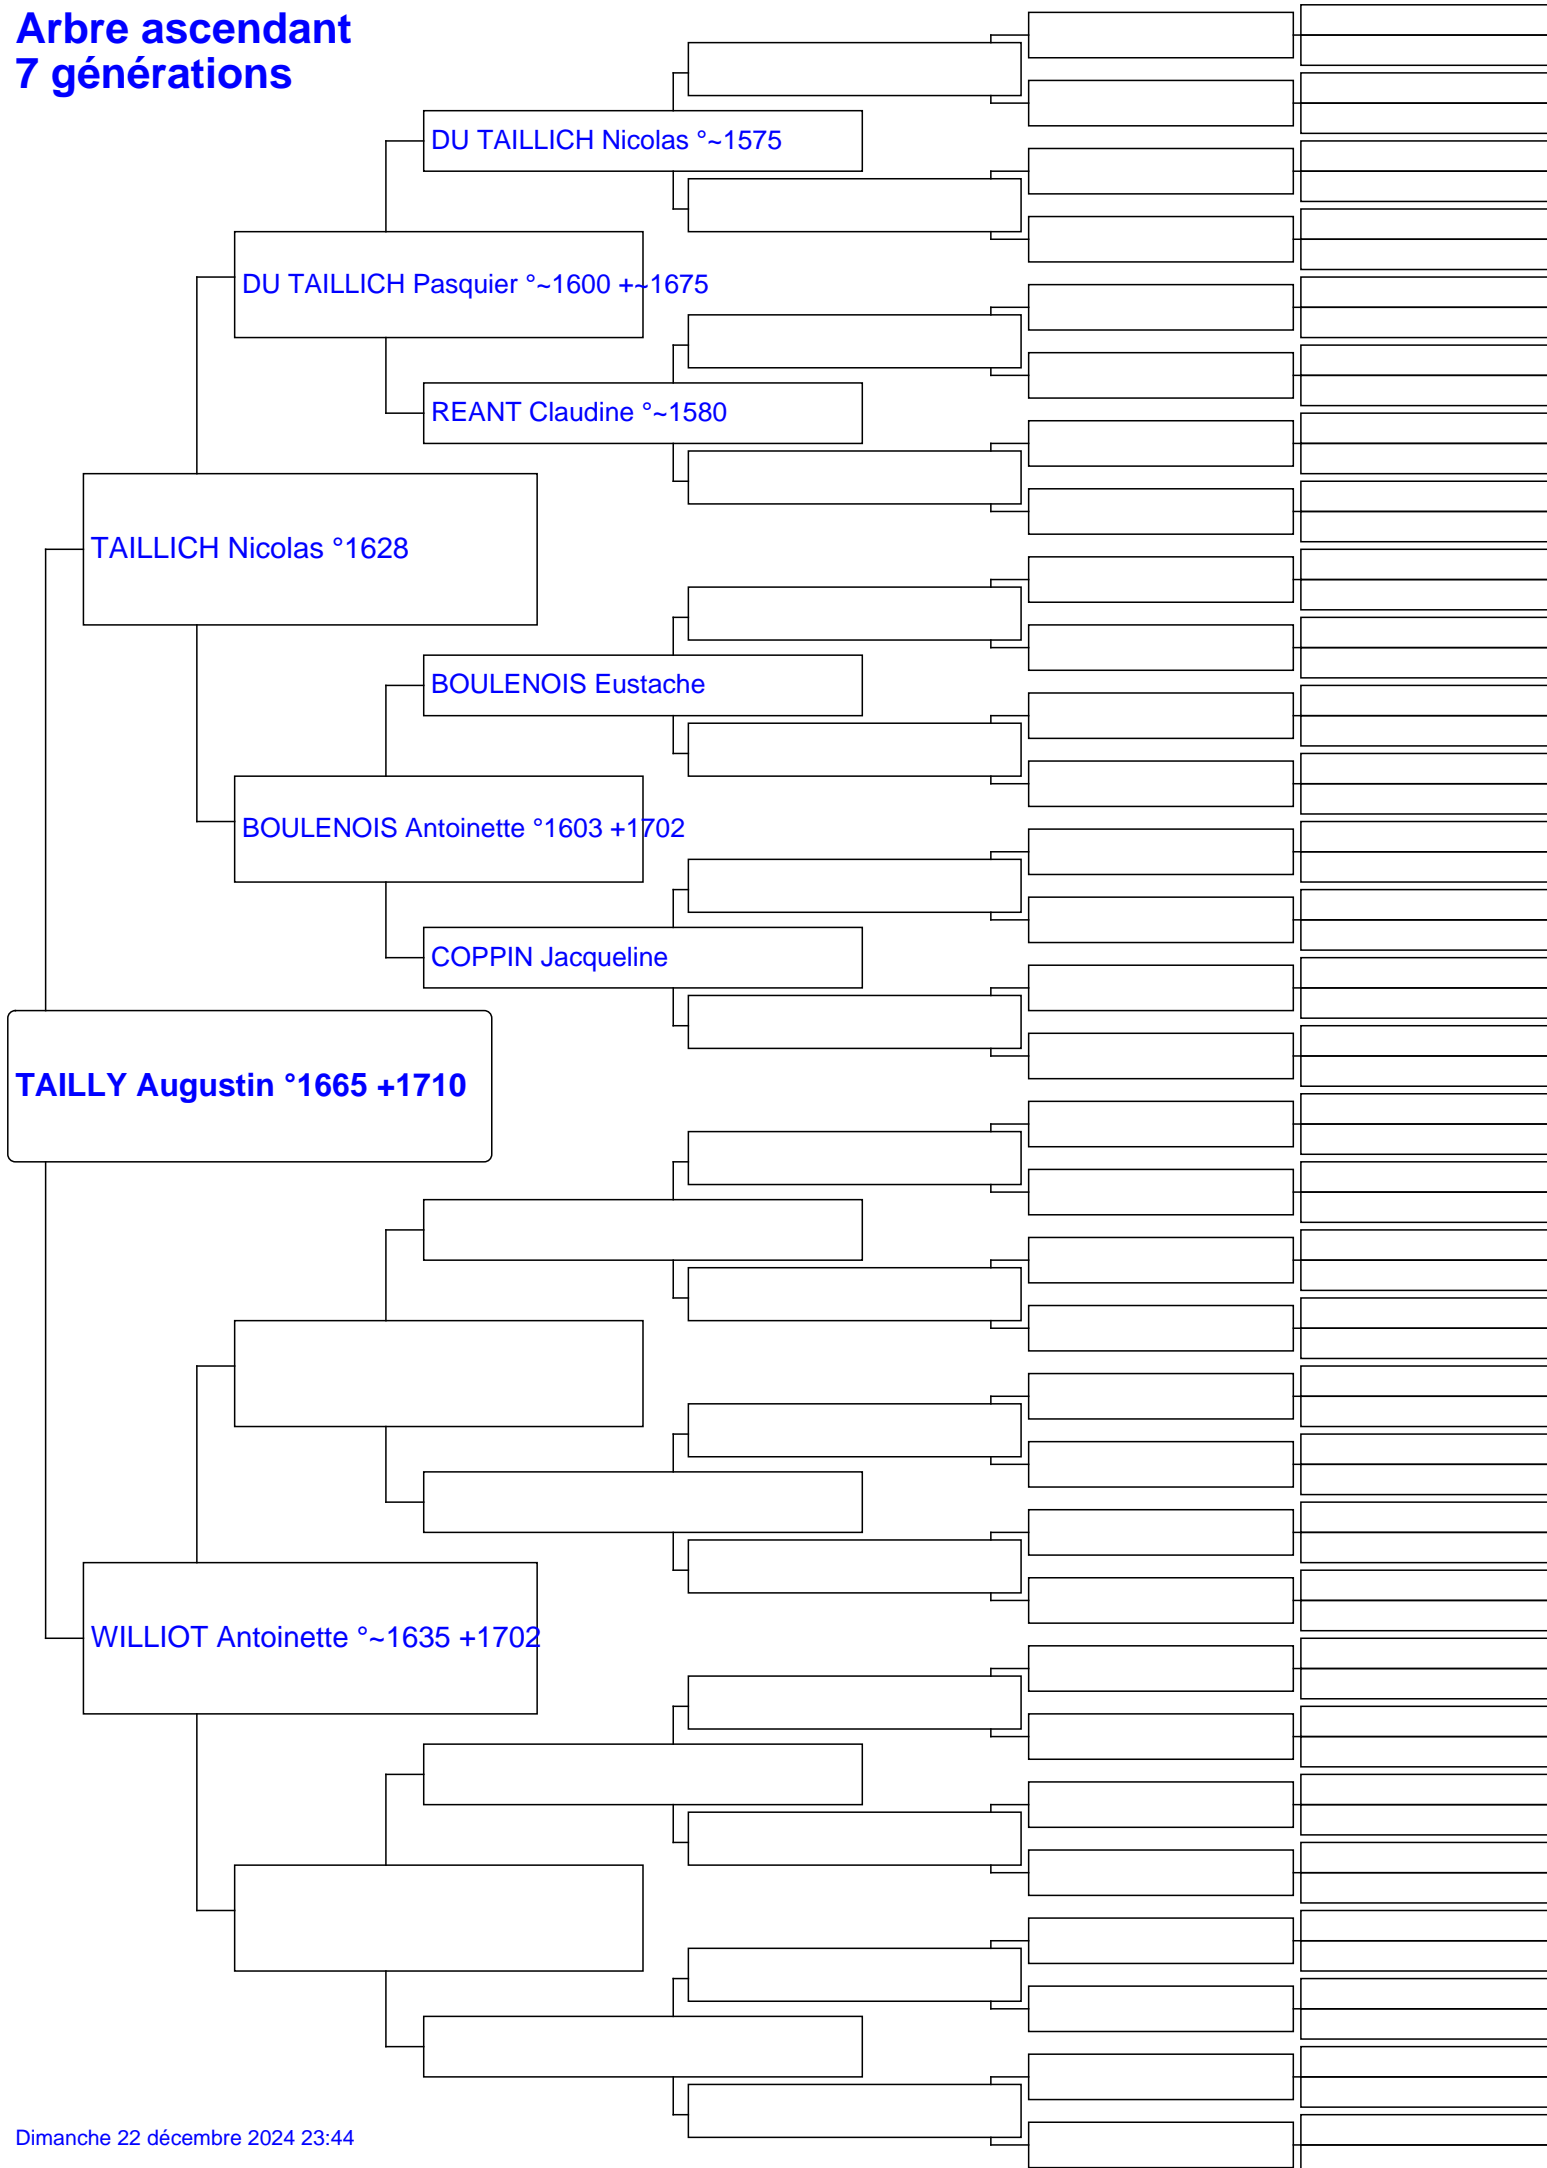 Arbre ascendant
7 générations
DU TAILLICH Nicolas °~1575
DU TAILLICH Pasquier °~1600 +~1675
REANT Claudine °~1580
TAILLICH Nicolas °1628
BOULENOIS Eustache
BOULENOIS Antoinette °1603 +1702
COPPIN Jacqueline
TAILLY Augustin °1665 +1710
WILLIOT Antoinette °~1635 +1702
Dimanche 22 décembre 2024 23:44